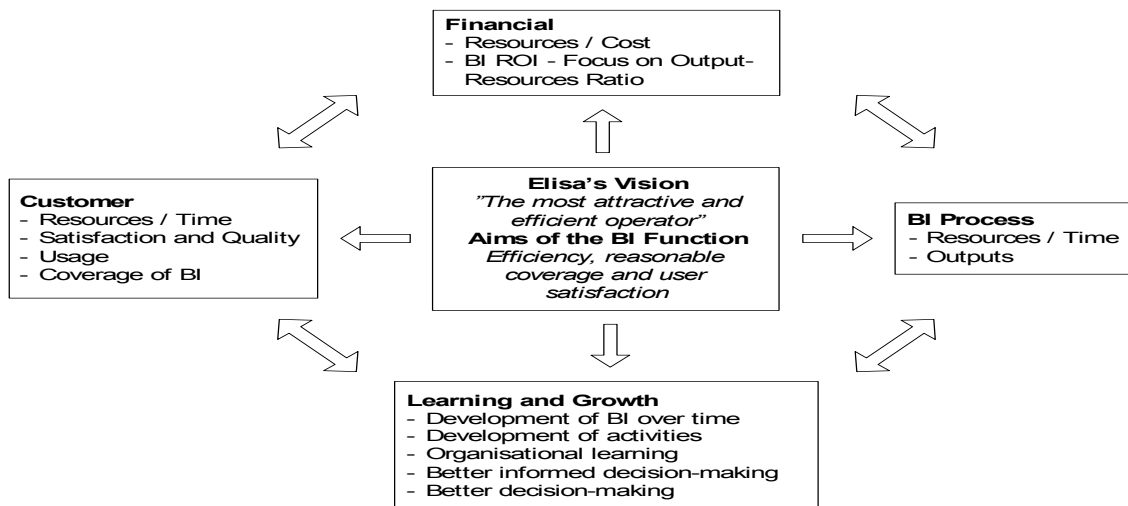 Financial
- Resources / Cost
- BI ROI - Focus on Output-
Resources Ratio
Customer
- Resources / Time
- Satisfaction and Quality
- Usage
- Coverage of BI
Elisa's Vision
"The most attractive and
efficient operator"
Aims of the BI Function
Efficiency, reasonable
coverage and user
satisfaction
BI Process
- Resources / Time
- Outputs
Learning and Growth
- Development of BI over time
- Development of activities
- Organisational learning
- Better informed decision-making
- Better decision-making